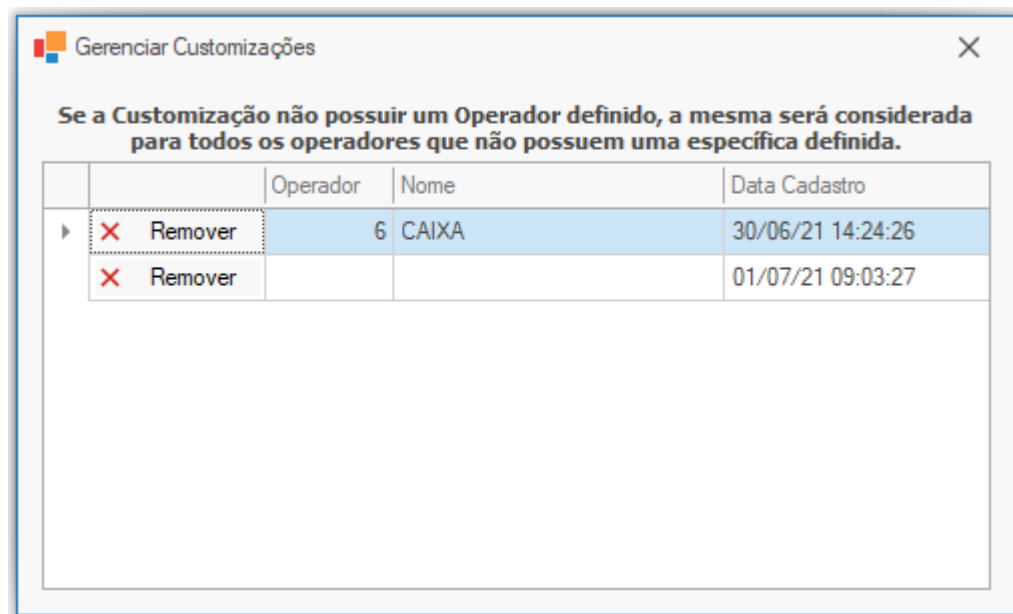 Gerenciar Customizações
Se a Customização não possuir um Operador definido, a mesma será considerada
para todos os operadores que não possuem uma específica definida.
Operador Nome Data Cadastro
Remover 6 CAIXA 30/06/21 14:24:26
Remover 01/07/21 09:03:27